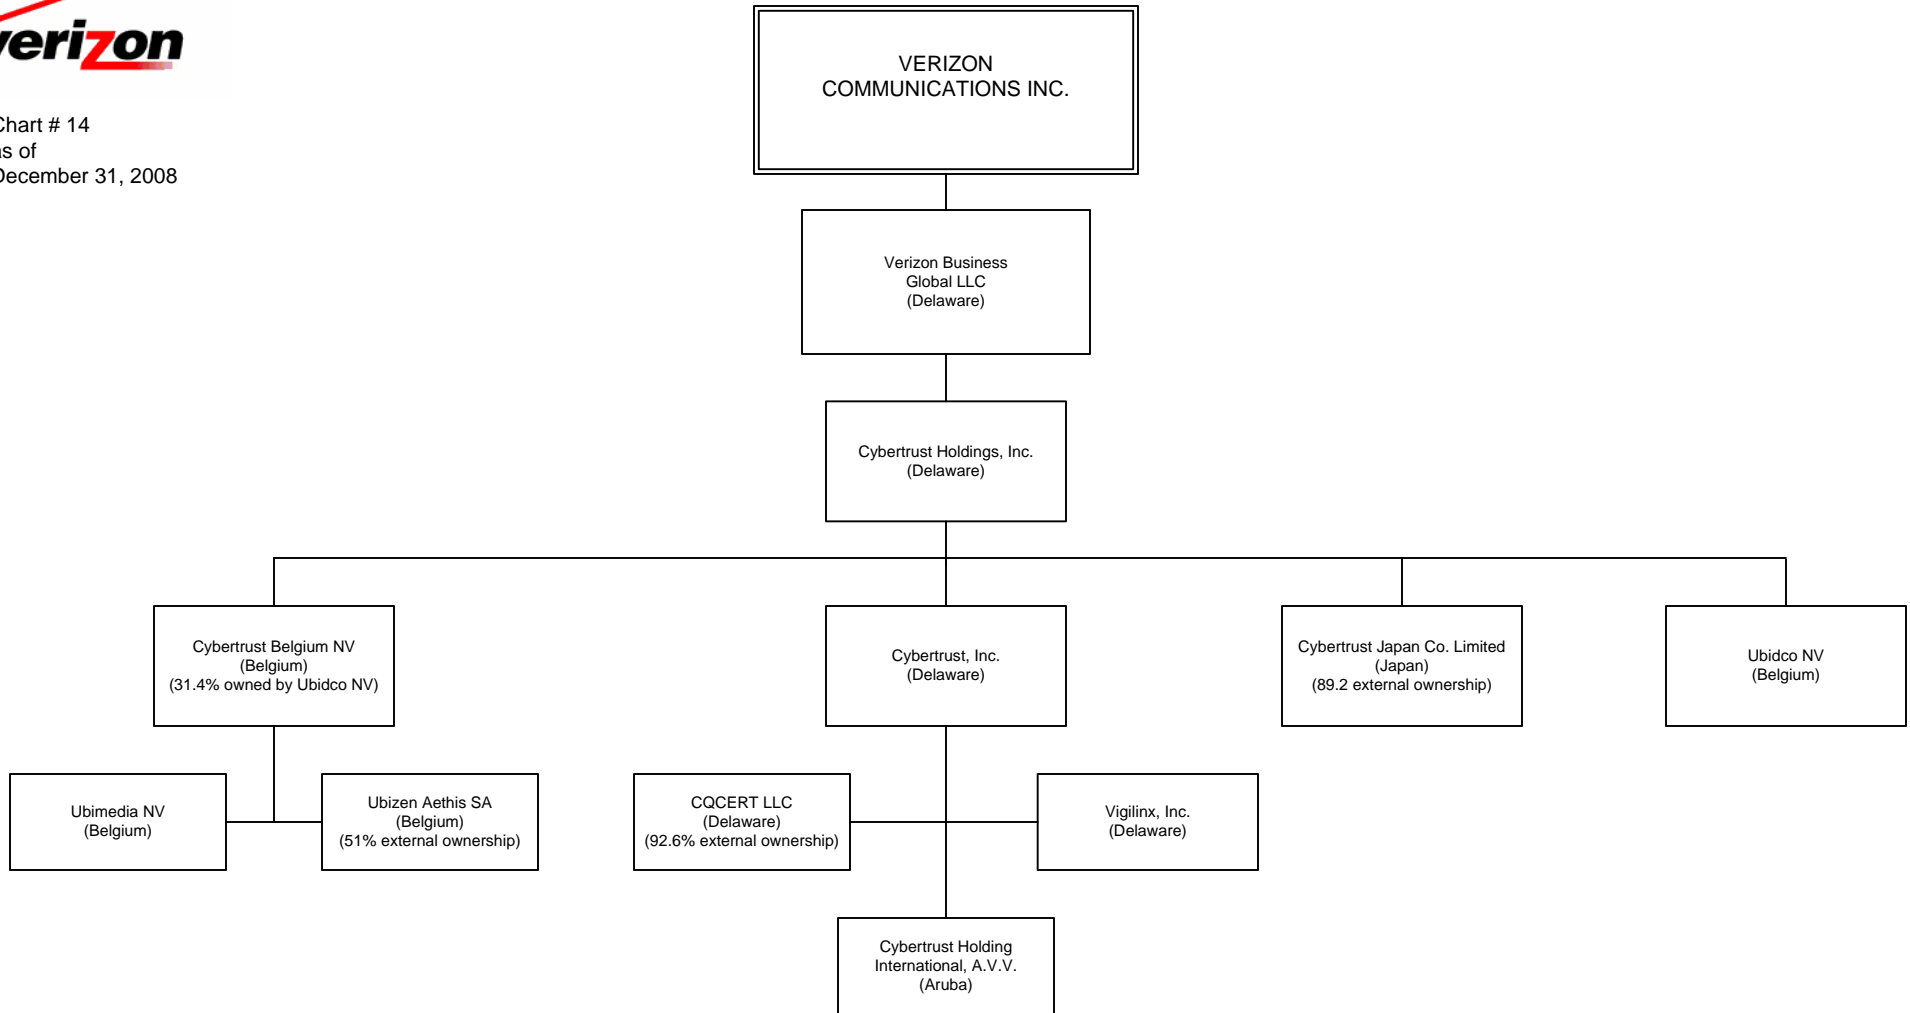 verizon
Chart # 14
as of
December 31, 2008
VERIZON
COMMUNICATIONS INC.
Verizon Business
Global LLC
(Delaware)
Cybertrust Holdings, Inc.
(Delaware)
Cybertrust Belgium NV
(Belgium)
(31.4% owned by Ubidco NV)
Cybertrust, Inc.
(Delaware)
Cybertrust Japan Co. Limited
(Japan)
(89.2 external ownership)
Ubidco NV
(Belgium)
Ubimedia NV
(Belgium)
Ubizen Aethis SA
(Belgium)
(51% external ownership)
CQCERT LLC
(Delaware)
(92.6% external ownership)
Vigilinx, Inc.
(Delaware)
Cybertrust Holding
International, A.V.V.
(Aruba)